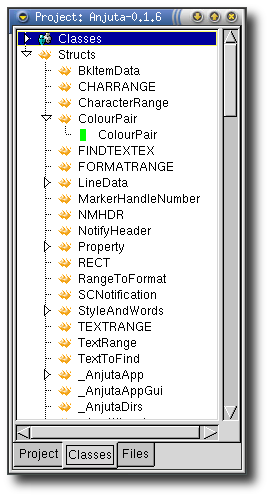 Project: Anjuta-0.1.6
Classes
Structs
BkItemData
CHARRANGE
CharacterRange
ColourPair
ColourPair
FINDTEXTEX
FORMATRANGE
LineData
MarkerHandleNumber
NMHDR
NotifyHeader
Property
RECT
RangeToFormat
SCNotification
StyleAndWords
TEXTRANGE
TextRange
TextToFind
_AnjutaApp
_AnjutaAppGui
_AnjutaDirs
Project Classes Files